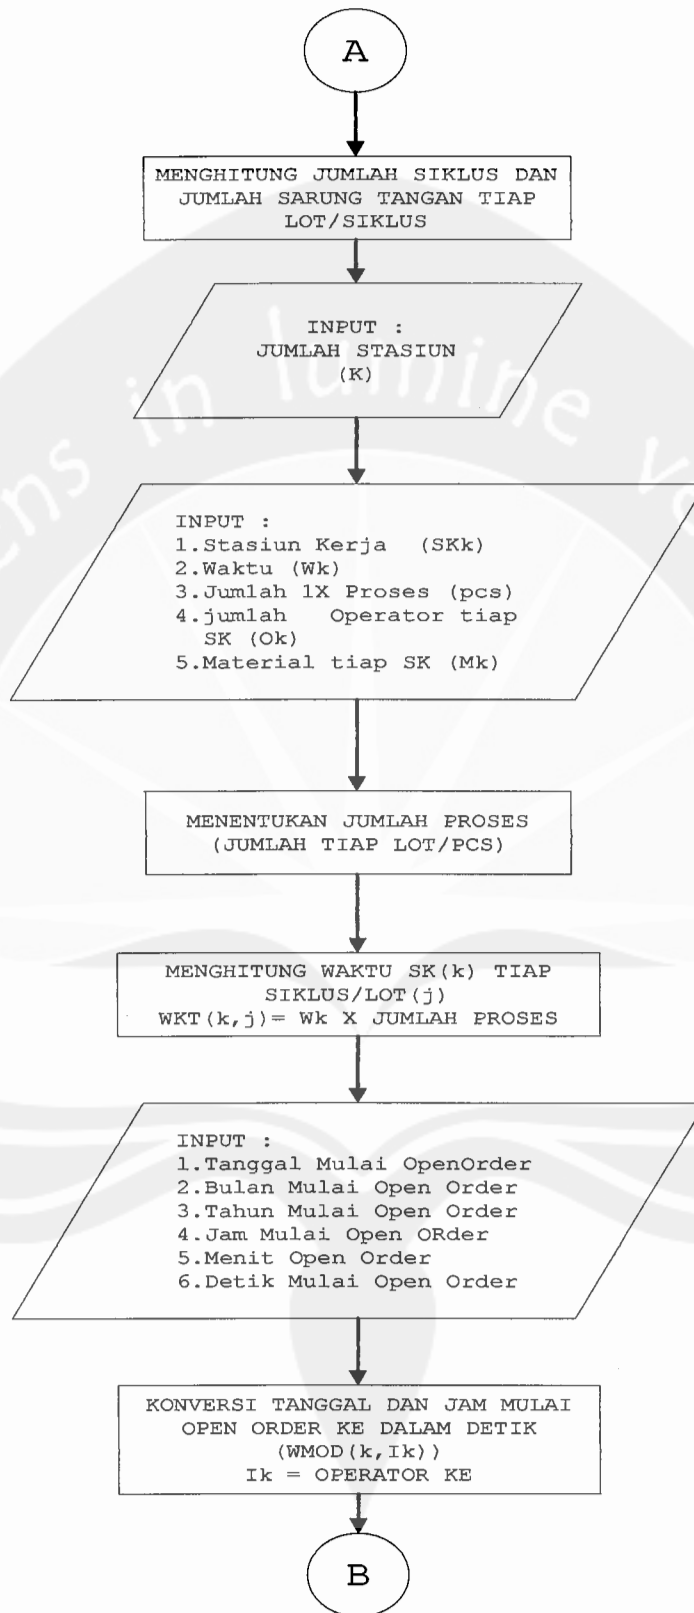 A
MENGHITUNG JUMLAH SIKLUS DAN
JUMLAH SARUNG TANGAN TIAP
LOT/SIKLUS
INPUT :
JUMLAH STASIUN
(K)
ens in lumine ve
INPUT :
1.Stasiun Kerja (SKk)
2.Waktu (Wk)
3.Jumlah 1X Proses (pcs)
4.jumlah Operator tiap
SK (Ok)
5.Material tiap SK (Mk)
MENENTUKAN JUMLAH PROSES
(JUMLAH TIAP LOT/PCS)
MENGHITUNG WAKTU SK(k) TIAP
SIKLUS/LOT(j)
WKT(k,j)= Wk X JUMLAH PROSES
INPUT :
1.Tanggal Mulai OpenOrder
2.Bulan Mulai Open Order
3.Tahun Mulai Open Order
4.Jam Mulai Open ORder
5.Menit Open Order
6.Detik Mulai Open Order
KONVERSI TANGGAL DAN JAM MULAI
OPEN ORDER KE DALAM DETIK
(WMOD(k,Ik))
Ik = OPERATOR KE
B